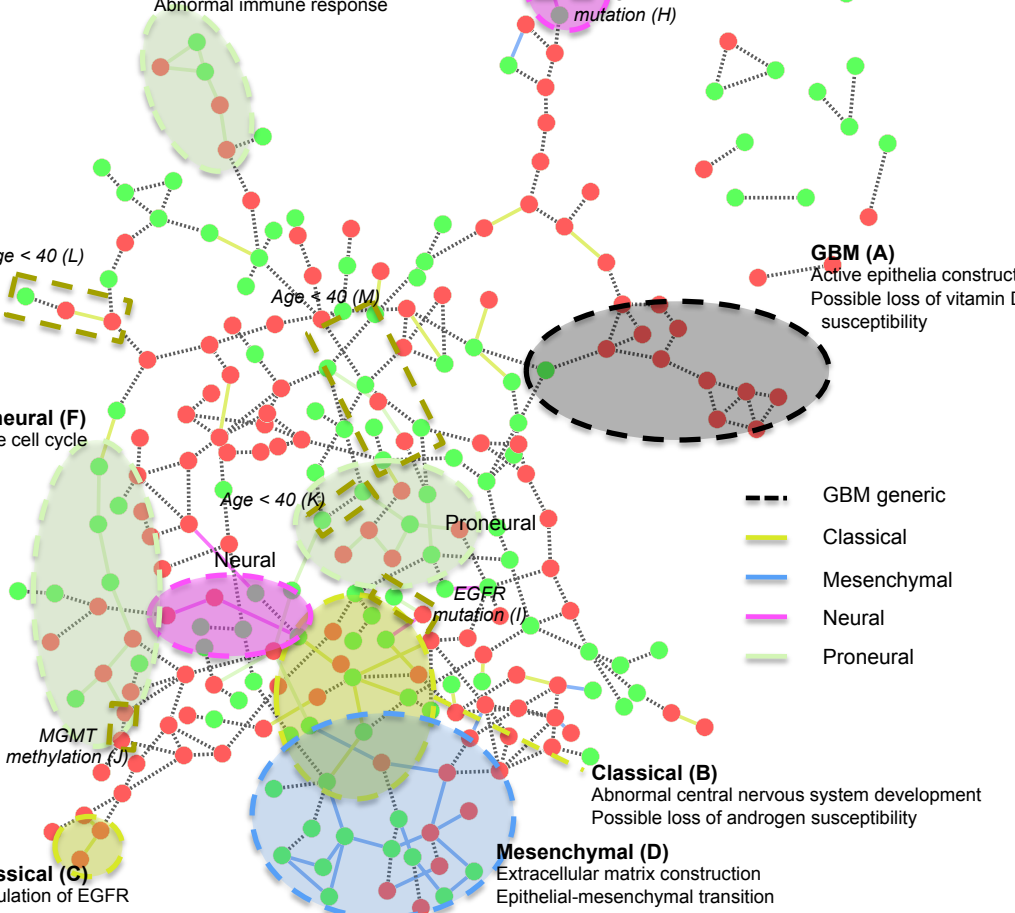 Abnormal immune response
mutation (H)
ge < 40 (L)
GBM (A)
Active epithelia construct
Possible loss of vitamin D
susceptibility
Age < 40 (M)
neural (F)
e cell cycle
Age < 40 (K)
Proneural
GBM generic
Classical
Mesenchymal
Neural
Proneural
Neural
EGFR
mutation (I)
MGMT
methylation (J)
Classical (B)
Abnormal central nervous system development
Possible loss of androgen susceptibility
Mesenchymal (D)
Extracellular matrix construction
Epithelial-mesenchymal transition
ssical (C)
ulation of EGFR